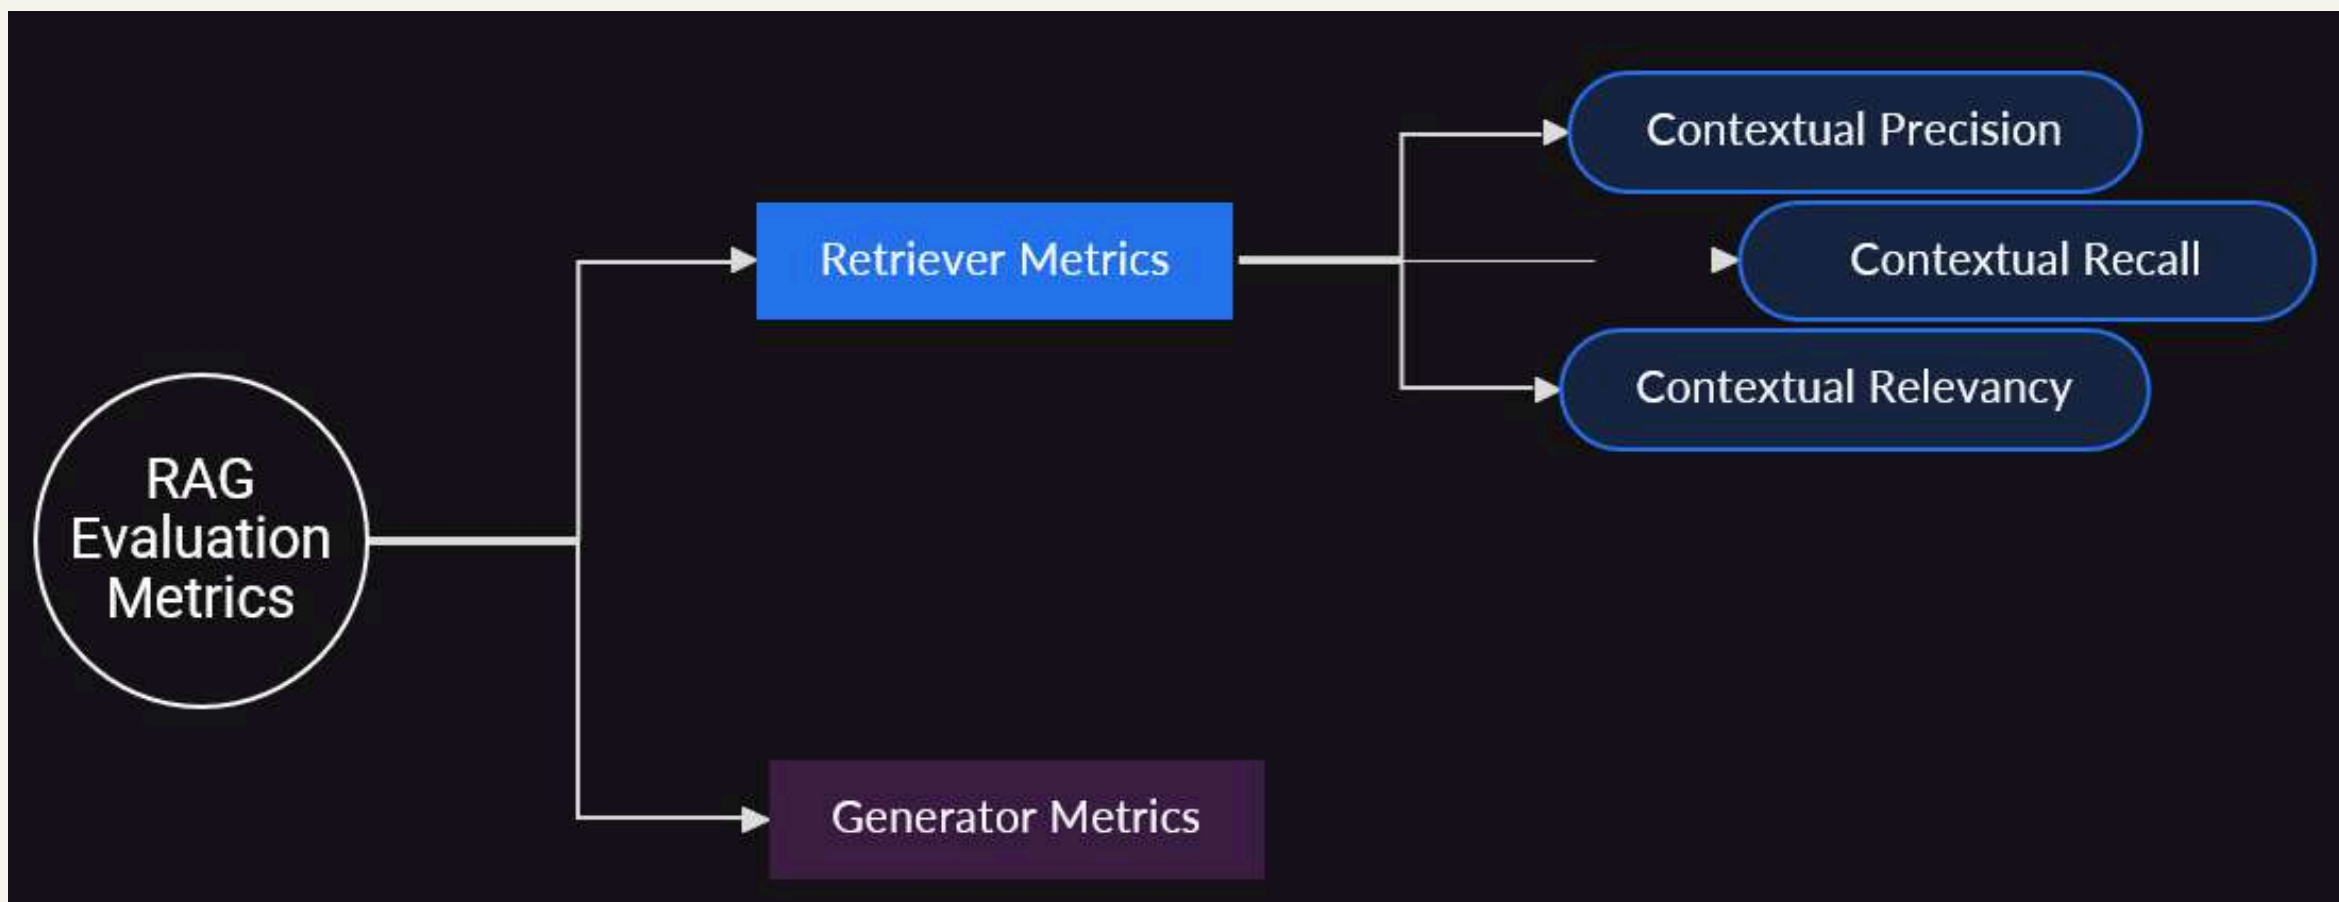 RAG
Evaluation
Metrics
Retriever Metrics
Contextual Precision
Contextual Recall
Contextual Relevancy
Generator Metrics